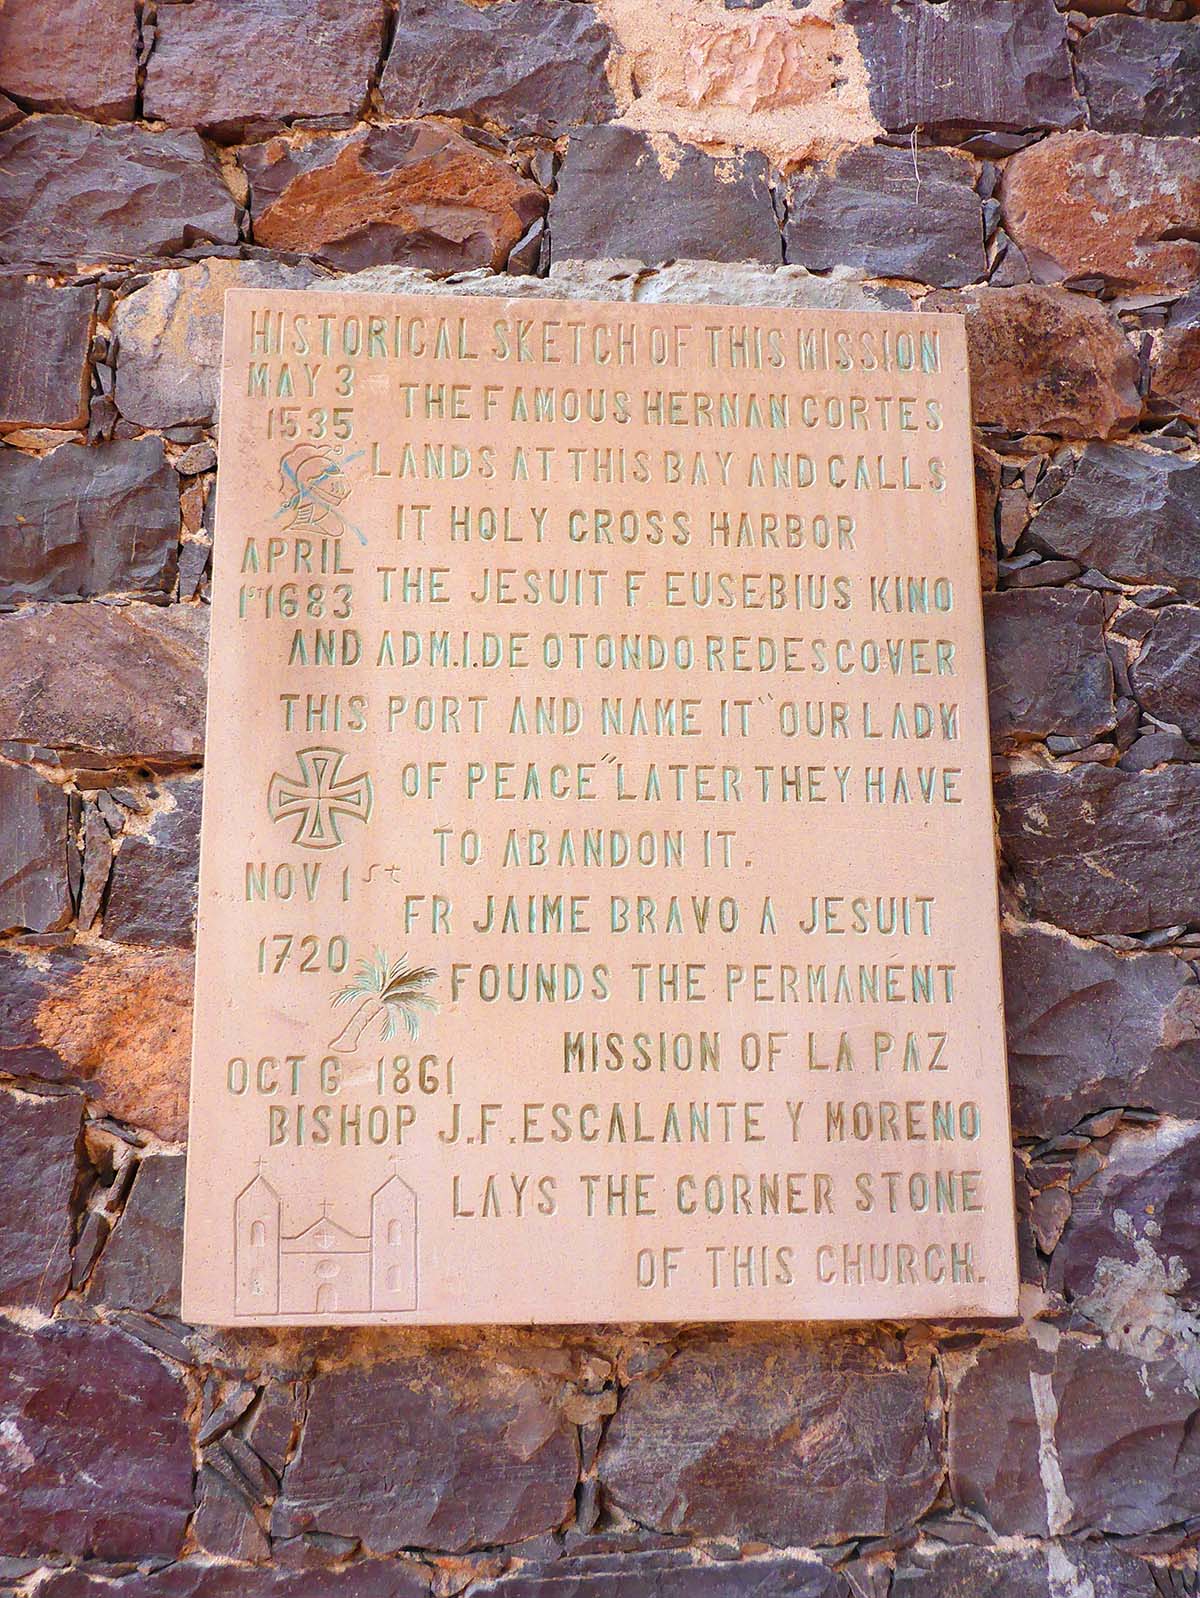 HISTORICAL SKETCH OF THIS MISSION
MAY 3
1535
THE FAMOUS HERNAN CORTES
LANDS AT THIS BAY AND CALLS
IT HOLY CROSS HARBOR
APRIL
1ST 1683
THE JESUIT F EUSEBIUS KINO
AND ADM.I.DE OTONDO REDESCOVER
THIS PORT AND NAME IT "OUR LADY
OF PEACE" LATER THEY HAVE
TO ABANDON IT.
NOV 1st
1720
FR JAIME BRAVO A JESUIT
FOUNDS THE PERMANENT
MISSION OF LA PAZ
OCT 6 1861
BISHOP J.F.ESCALANTE Y MORENO
LAYS THE CORNER STONE
OF THIS CHURCH.